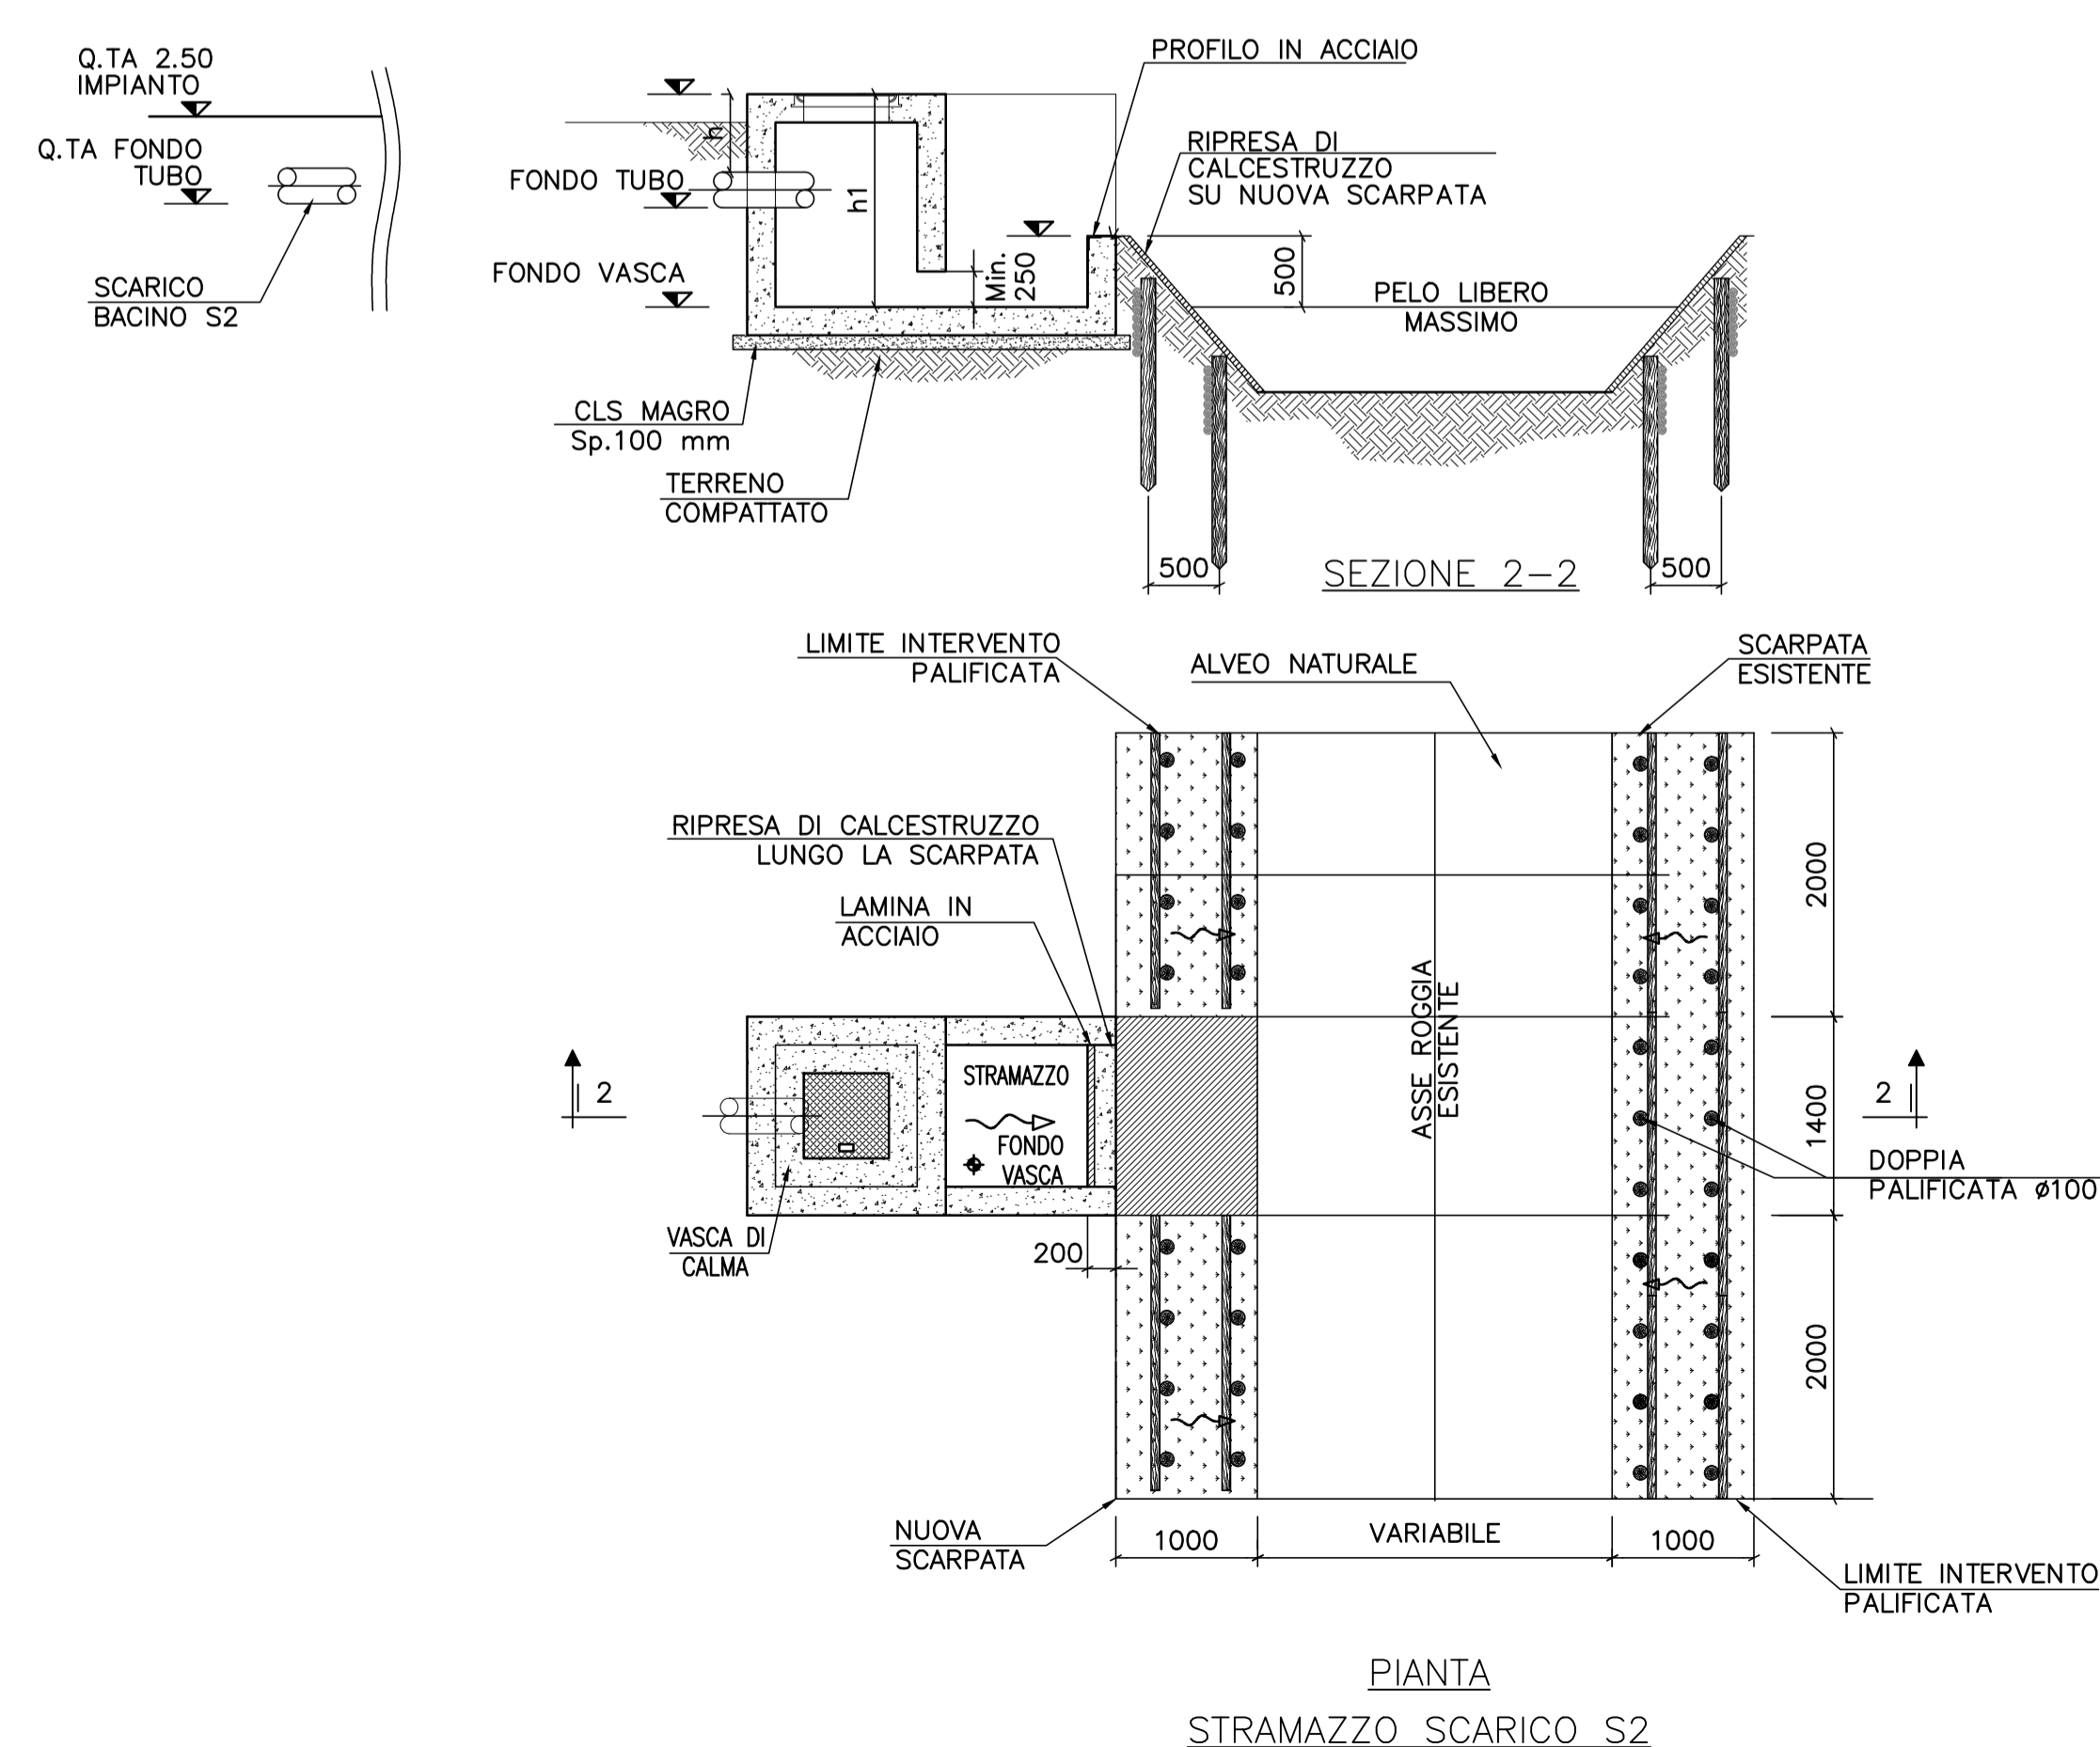 Q.TA 2.50
IMPIANTO
Q.TA FONDO
TUBO
SCARICO
BACINO S2
PROFILO IN ACCIAIO
RIPRESA DI
CALCESTRUZZO
SU NUOVA SCARPATA
h
FONDO TUBO
h1
FONDO VASCA
Min.
250
500
PELO LIBERO
MASSIMO
CLS MAGRO
Sp.100 mm
TERRENO
COMPATTATO
500
500
SEZIONE 2-2
LIMITE INTERVENTO
PALIFICATA
ALVEO NATURALE
SCARPATA
ESISTENTE
RIPRESA DI CALCESTRUZZO
LUNGO LA SCARPATA
LAMINA IN
ACCIAIO
2000
ASSE ROGGIA
ESISTENTE
STRAMAZZO
FONDO
VASCA
2
2
1400
DOPPIA
PALIFICATA ø100
VASCA DI
CALMA
200
2000
NUOVA
SCARPATA
1000
VARIABILE
1000
LIMITE INTERVENTO
PALIFICATA
PIANTA
STRAMAZZO SCARICO S2